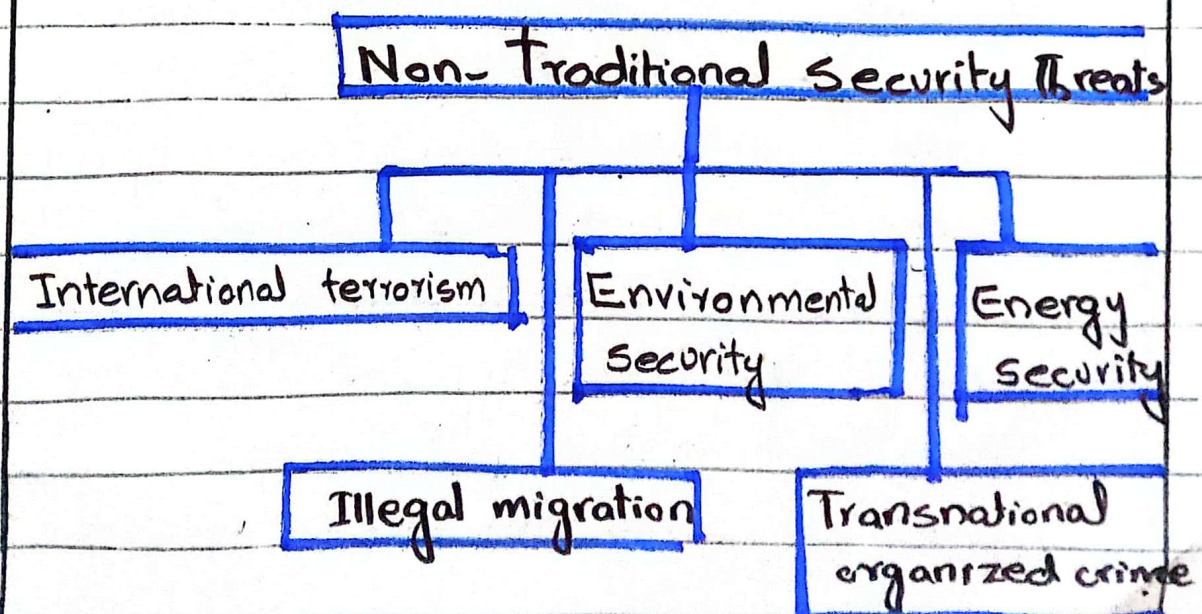 Non-Traditional Security Threats
International terrorism
Environmental
security
Energy
security
Illegal migration
Transnational
organized crime